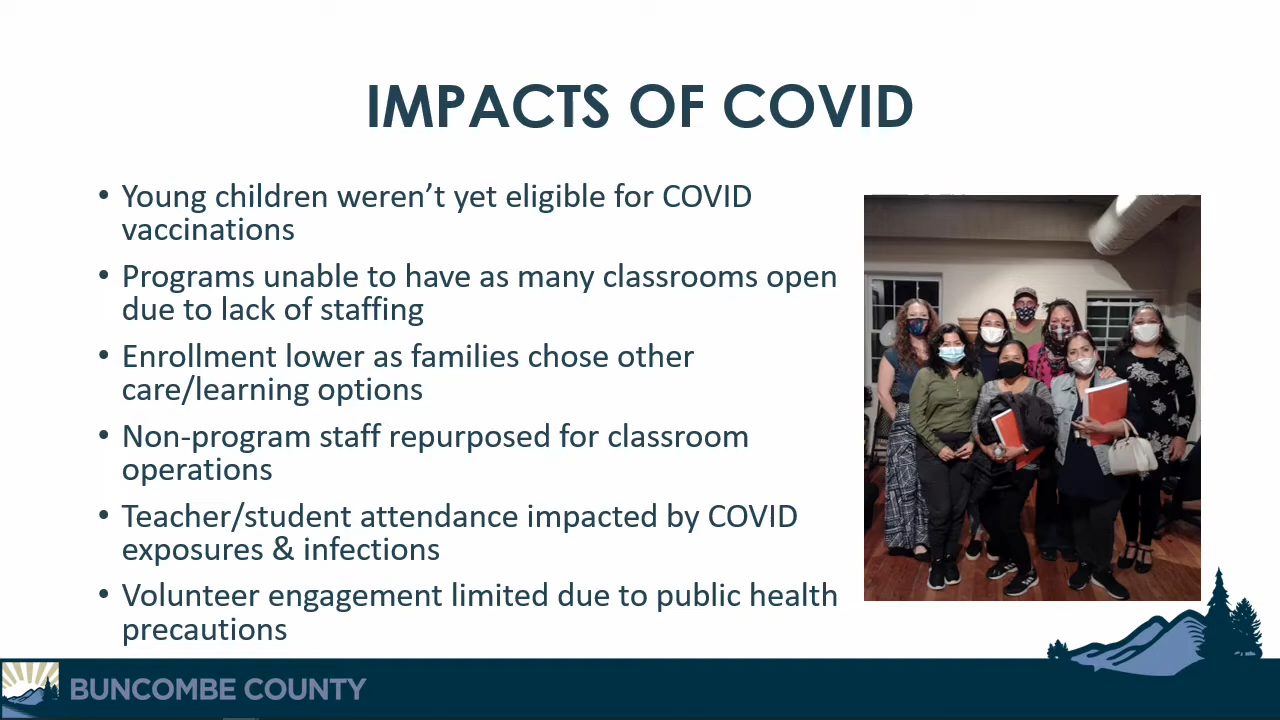 IMPACTS OF COVID
• Young children weren’t yet eligible for COVID
vaccinations
• Programs unable to have as many classrooms open
due to lack of staffing
• Enrollment lower as families chose other
care/learning options
• Non-program staff repurposed for classroom
operations
• Teacher/student attendance impacted by COVID
exposures & infections
• Volunteer engagement limited due to public health
precautions
BUNCOMBE COUNTY